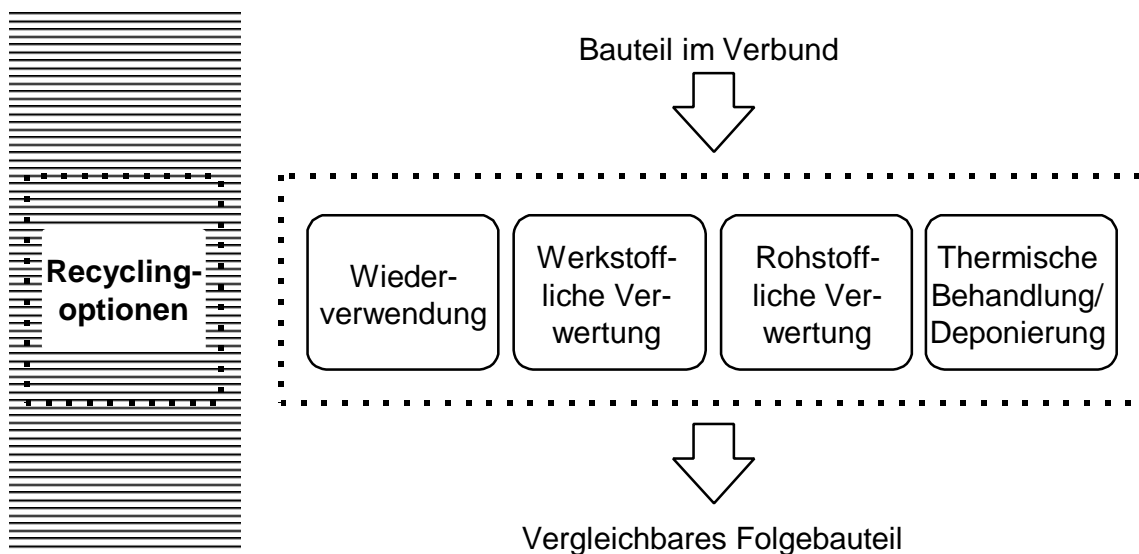 Bauteil im Verbund
Recycling-
optionen
Wieder-
verwendung
Werkstoff-
liche Ver-
wertung
Rohstoff-
liche Ver-
wertung
Thermische
Behandlung/
Deponierung
Vergleichbares Folgebauteil